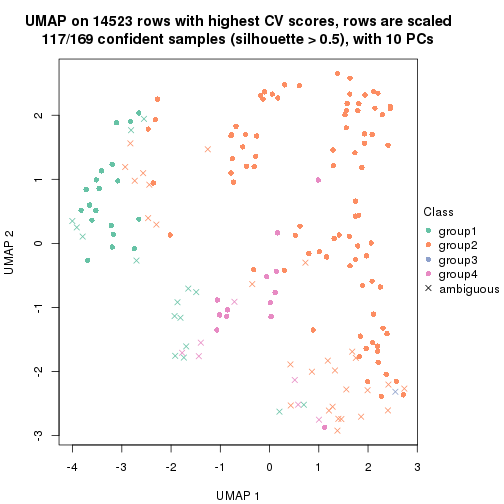 UMAP on 14523 rows with highest CV scores, rows are scaled
117/169 confident samples (silhouette > 0.5), with 10 PCs
2
1
0
-1
-2
-3
UMAP 2
-4 -3 -2 -1 0 1 2 3
UMAP 1
Class
group1
group2
group3
group4
ambiguous